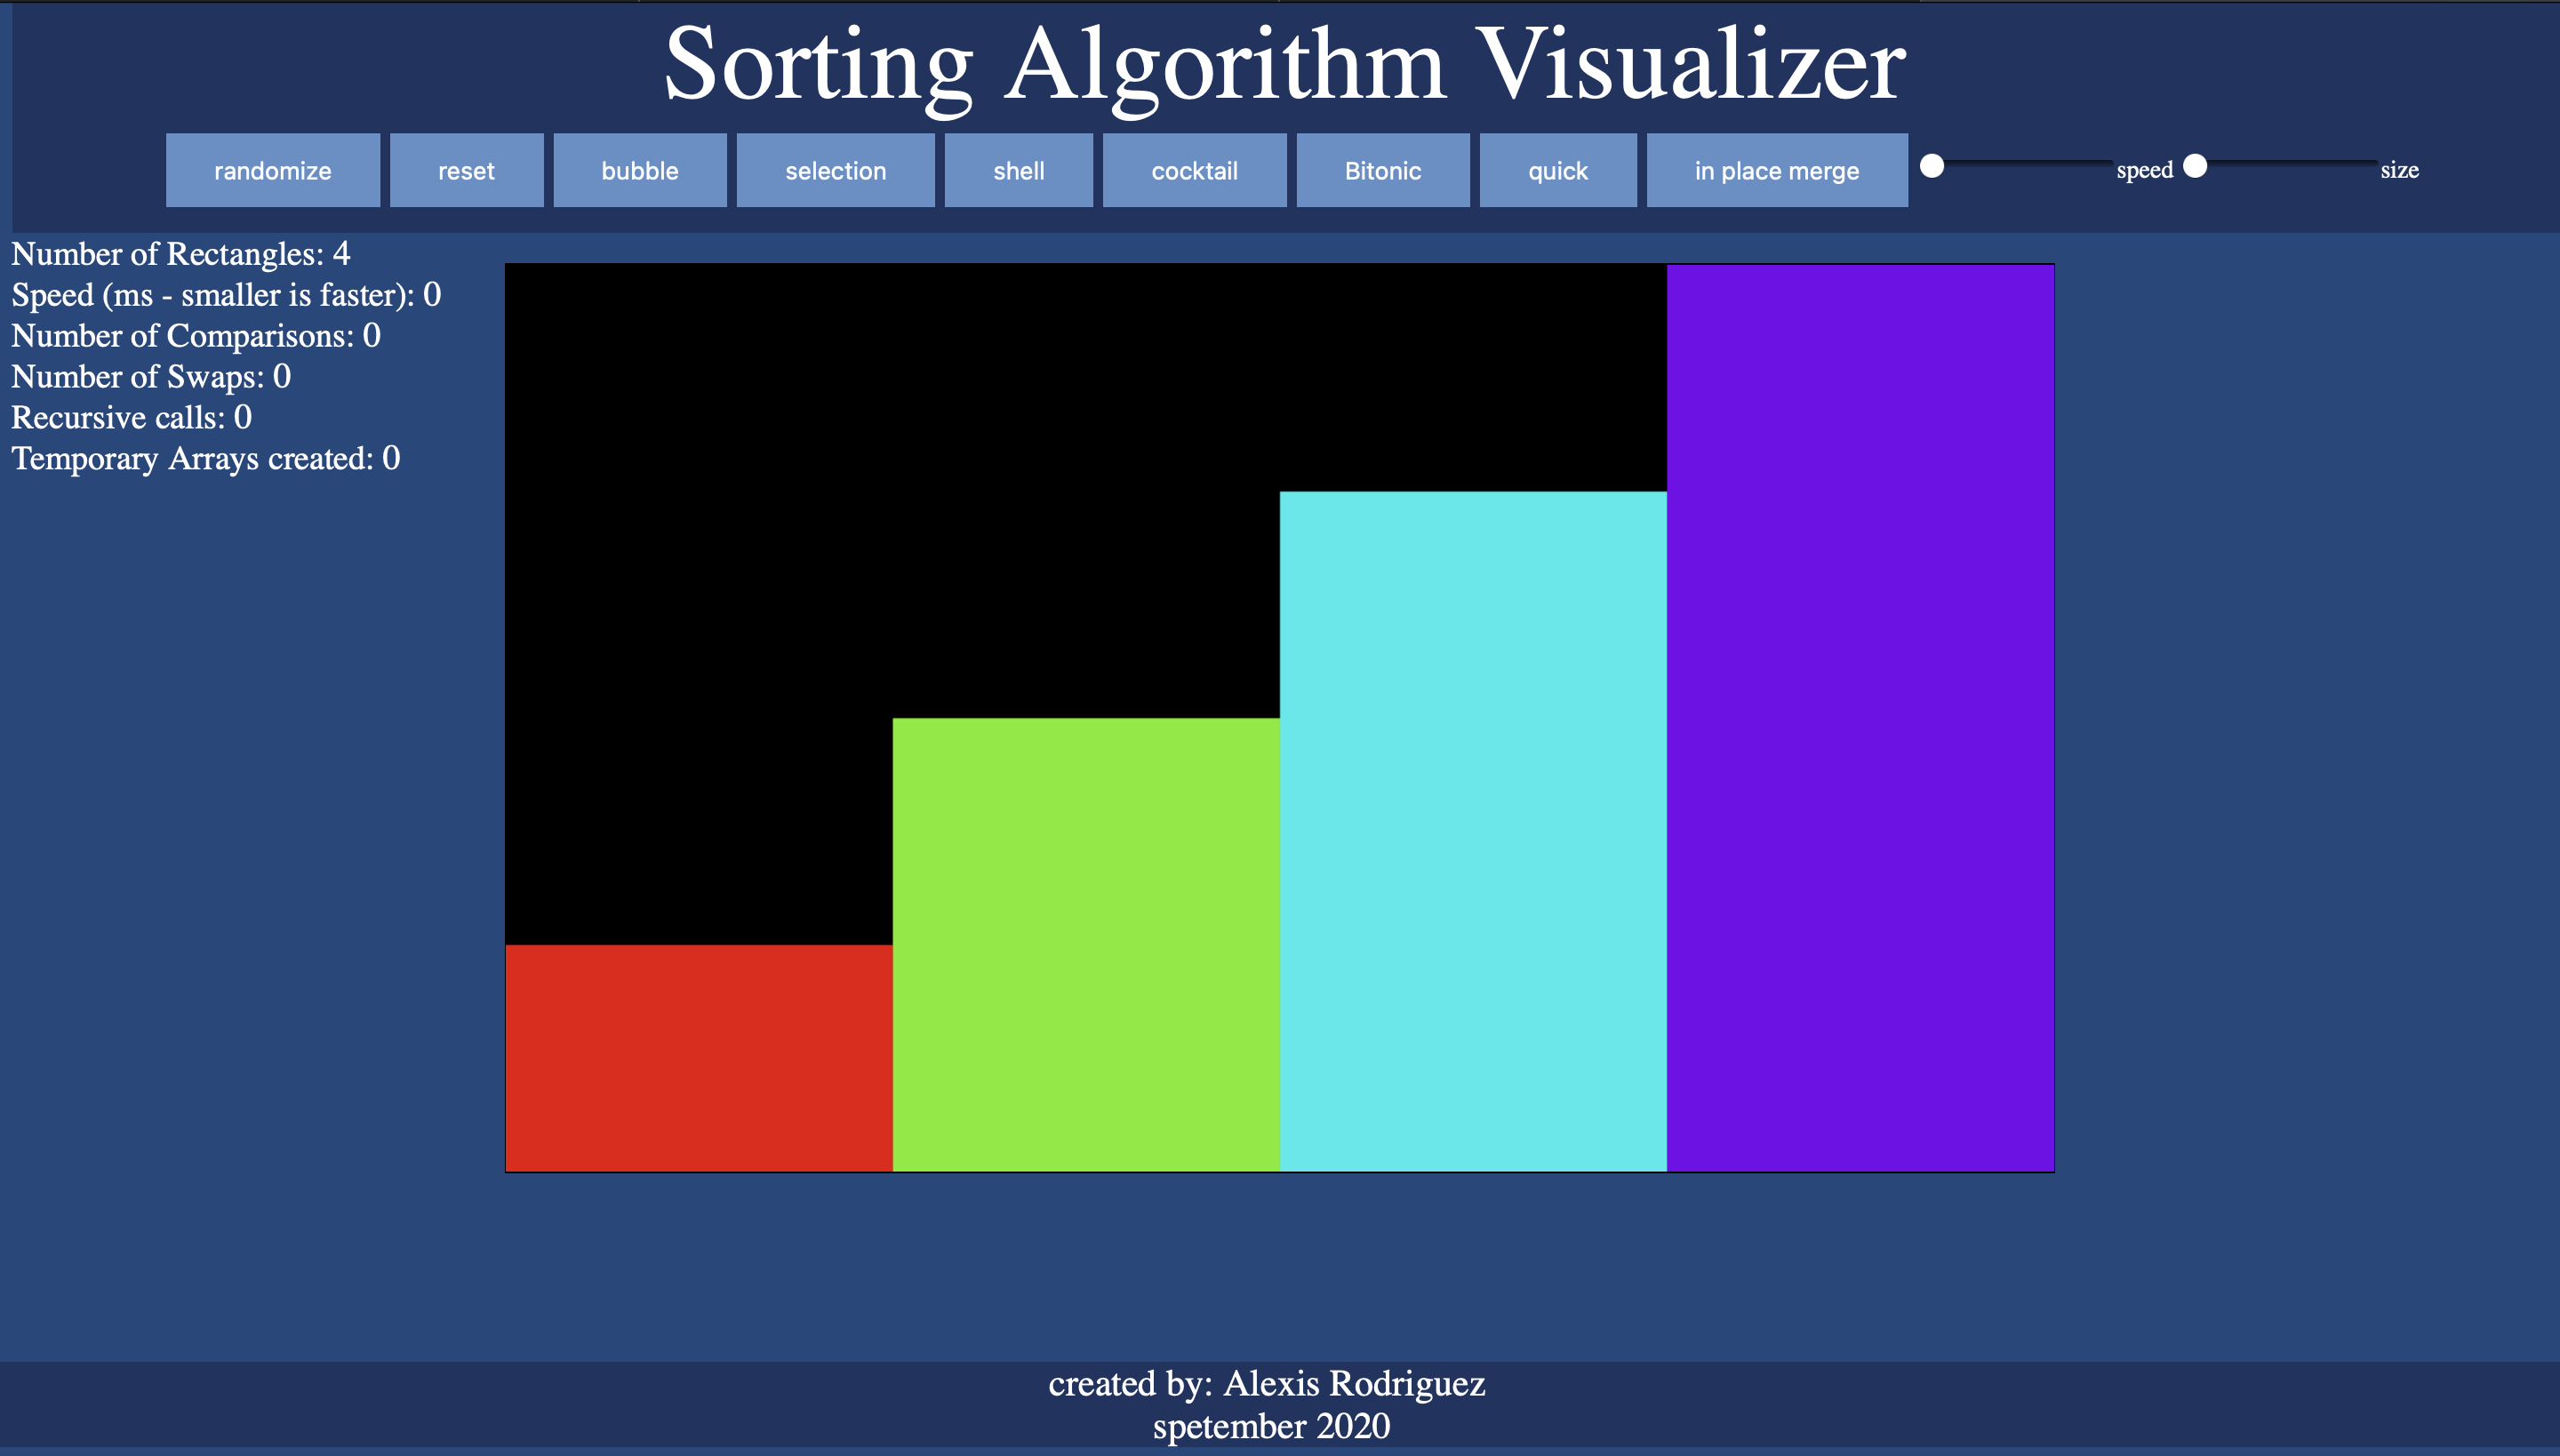 Sorting Algorithm Visualizer
randomize reset bubble selection shell cocktail Bitonic quick in place merge speed size
Number of Rectangles: 4
Speed (ms - smaller is faster): 0
Number of Comparisons: 0
Number of Swaps: 0
Recursive calls: 0
Temporary Arrays created: 0
created by: Alexis Rodriguez
spetember 2020